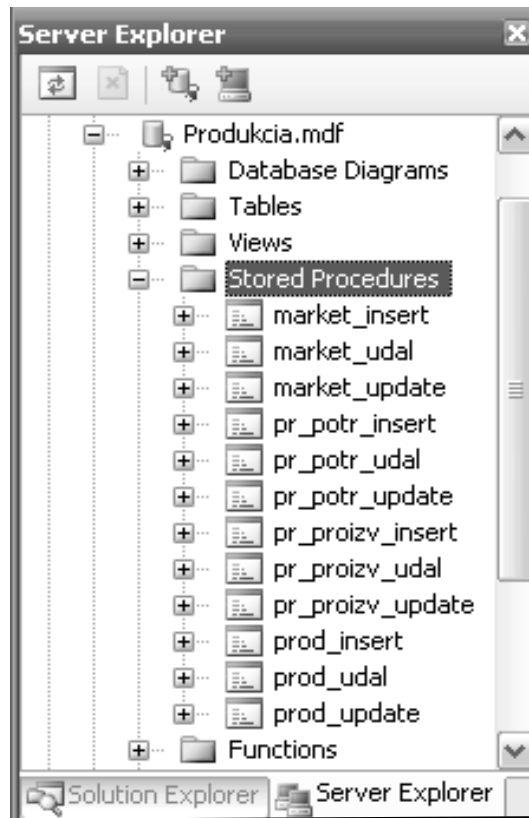 Server Explorer
Produkcia.mdf
Database Diagrams
Tables
Views
Stored Procedures
market_insert
market_udal
market_update
pr_potr_insert
pr_potr_udal
pr_potr_update
pr_proizv_insert
pr_proizv_udal
pr_proizv_update
prod_insert
prod_udal
prod_update
Functions
Solution Explorer Server Explorer